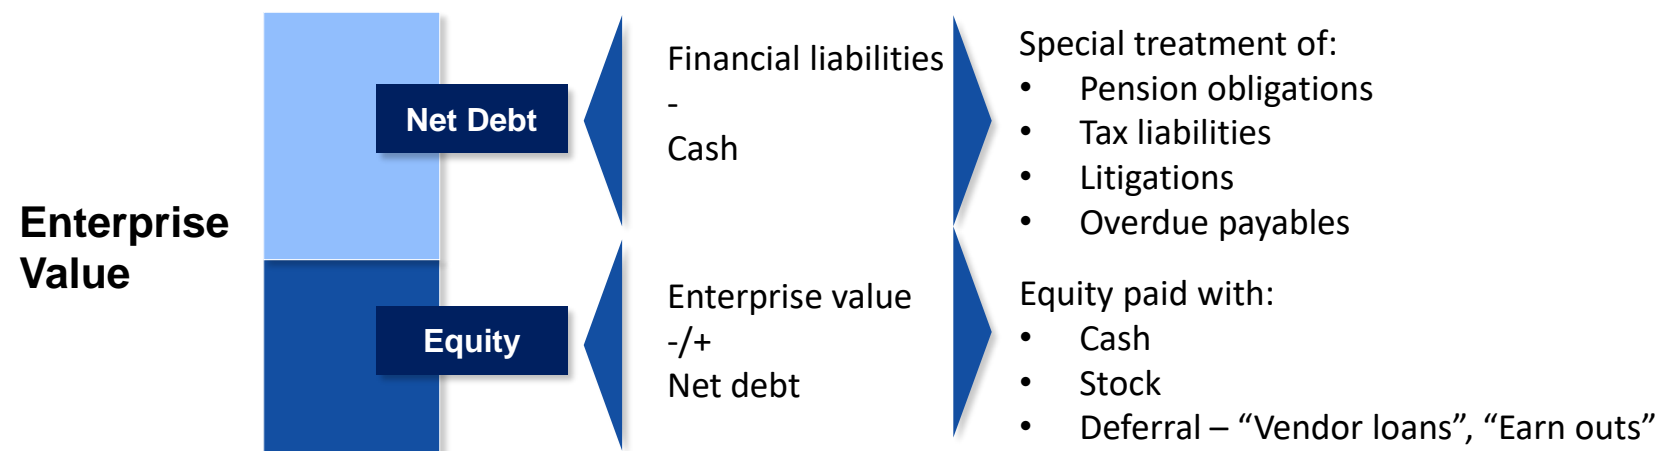 Enterprise
Value
Net Debt
Equity
Financial liabilities
-
Cash
Enterprise value
-/+
Net debt
Special treatment of:
• Pension obligations
• Tax liabilities
• Litigations
• Overdue payables
Equity paid with:
• Cash
• Stock
• Deferral – “Vendor loans”, “Earn outs”